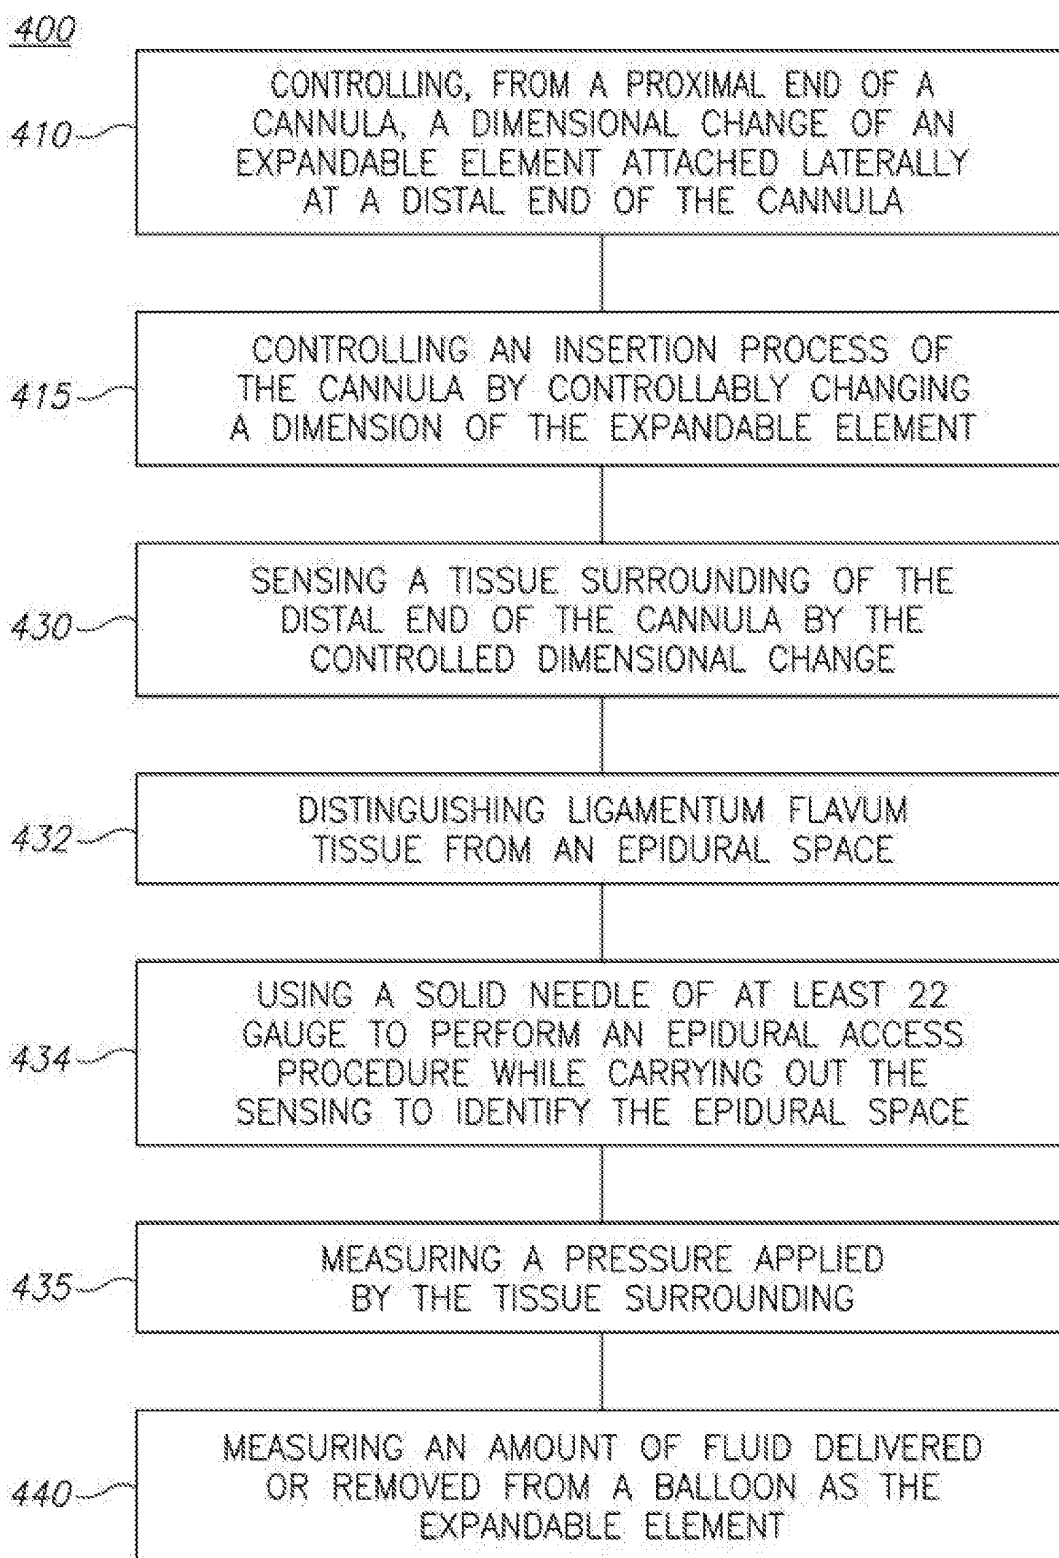 400
410
CONTROLLING, FROM A PROXIMAL END OF A
CANNULA, A DIMENSIONAL CHANGE OF AN
EXPANDABLE ELEMENT ATTACHED LATERALLY
AT A DISTAL END OF THE CANNULA
415
CONTROLLING AN INSERTION PROCESS OF
THE CANNULA BY CONTROLLABLY CHANGING
A DIMENSION OF THE EXPANDABLE ELEMENT
430
SENSING A TISSUE SURROUNDING OF THE
DISTAL END OF THE CANNULA BY THE
CONTROLLED DIMENSIONAL CHANGE
432
DISTINGUISHING LIGAMENTUM FLAVUM
TISSUE FROM AN EPIDURAL SPACE
434
USING A SOLID NEEDLE OF AT LEAST 22
GAUGE TO PERFORM AN EPIDURAL ACCESS
PROCEDURE WHILE CARRYING OUT THE
SENSING TO IDENTIFY THE EPIDURAL SPACE
435
MEASURING A PRESSURE APPLIED
BY THE TISSUE SURROUNDING
440
MEASURING AN AMOUNT OF FLUID DELIVERED
OR REMOVED FROM A BALLOON AS THE
EXPANDABLE ELEMENT